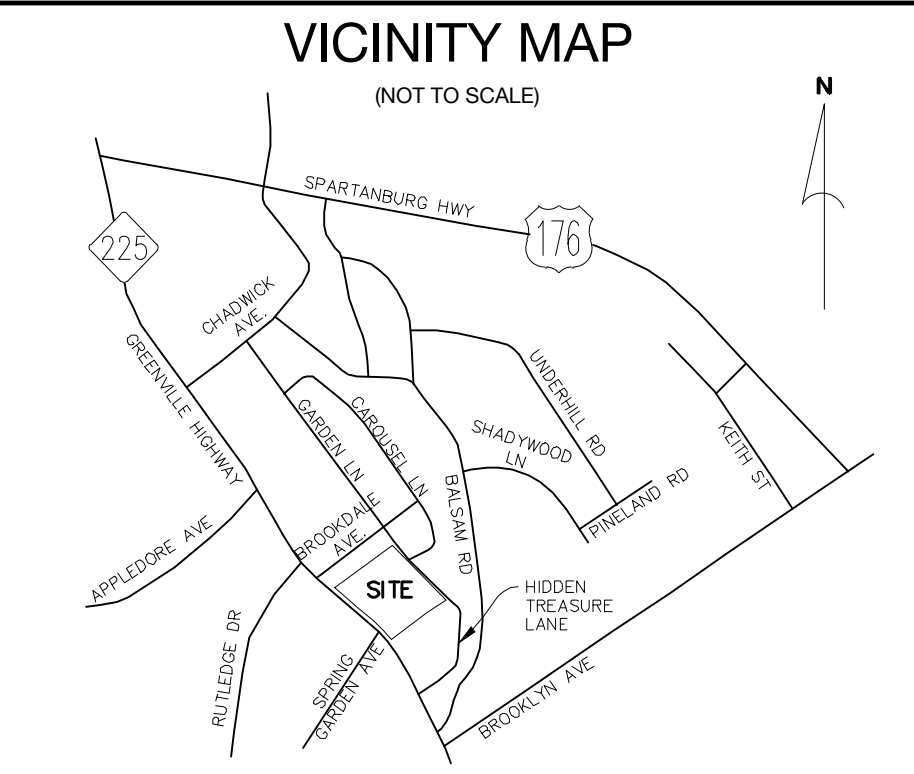 VICINITY MAP
(NOT TO SCALE)
N
SPARTANBURG HWY
176
225
CHADWICK
AVE.
GREENVILLE HIGHWAY
GARDEN LN
CAROUSEL LN
UNDERHILL RD
SHADYWOOD
LN
KEITH ST
PINELAND RD
BALSAM RD
BROOKDALE
AVE.
APPLEDORE AVE
SITE
HIDDEN
TREASURE
LANE
RUTLEDGE DR
SPRING
GARDEN AVE
BROOKLYN AVE